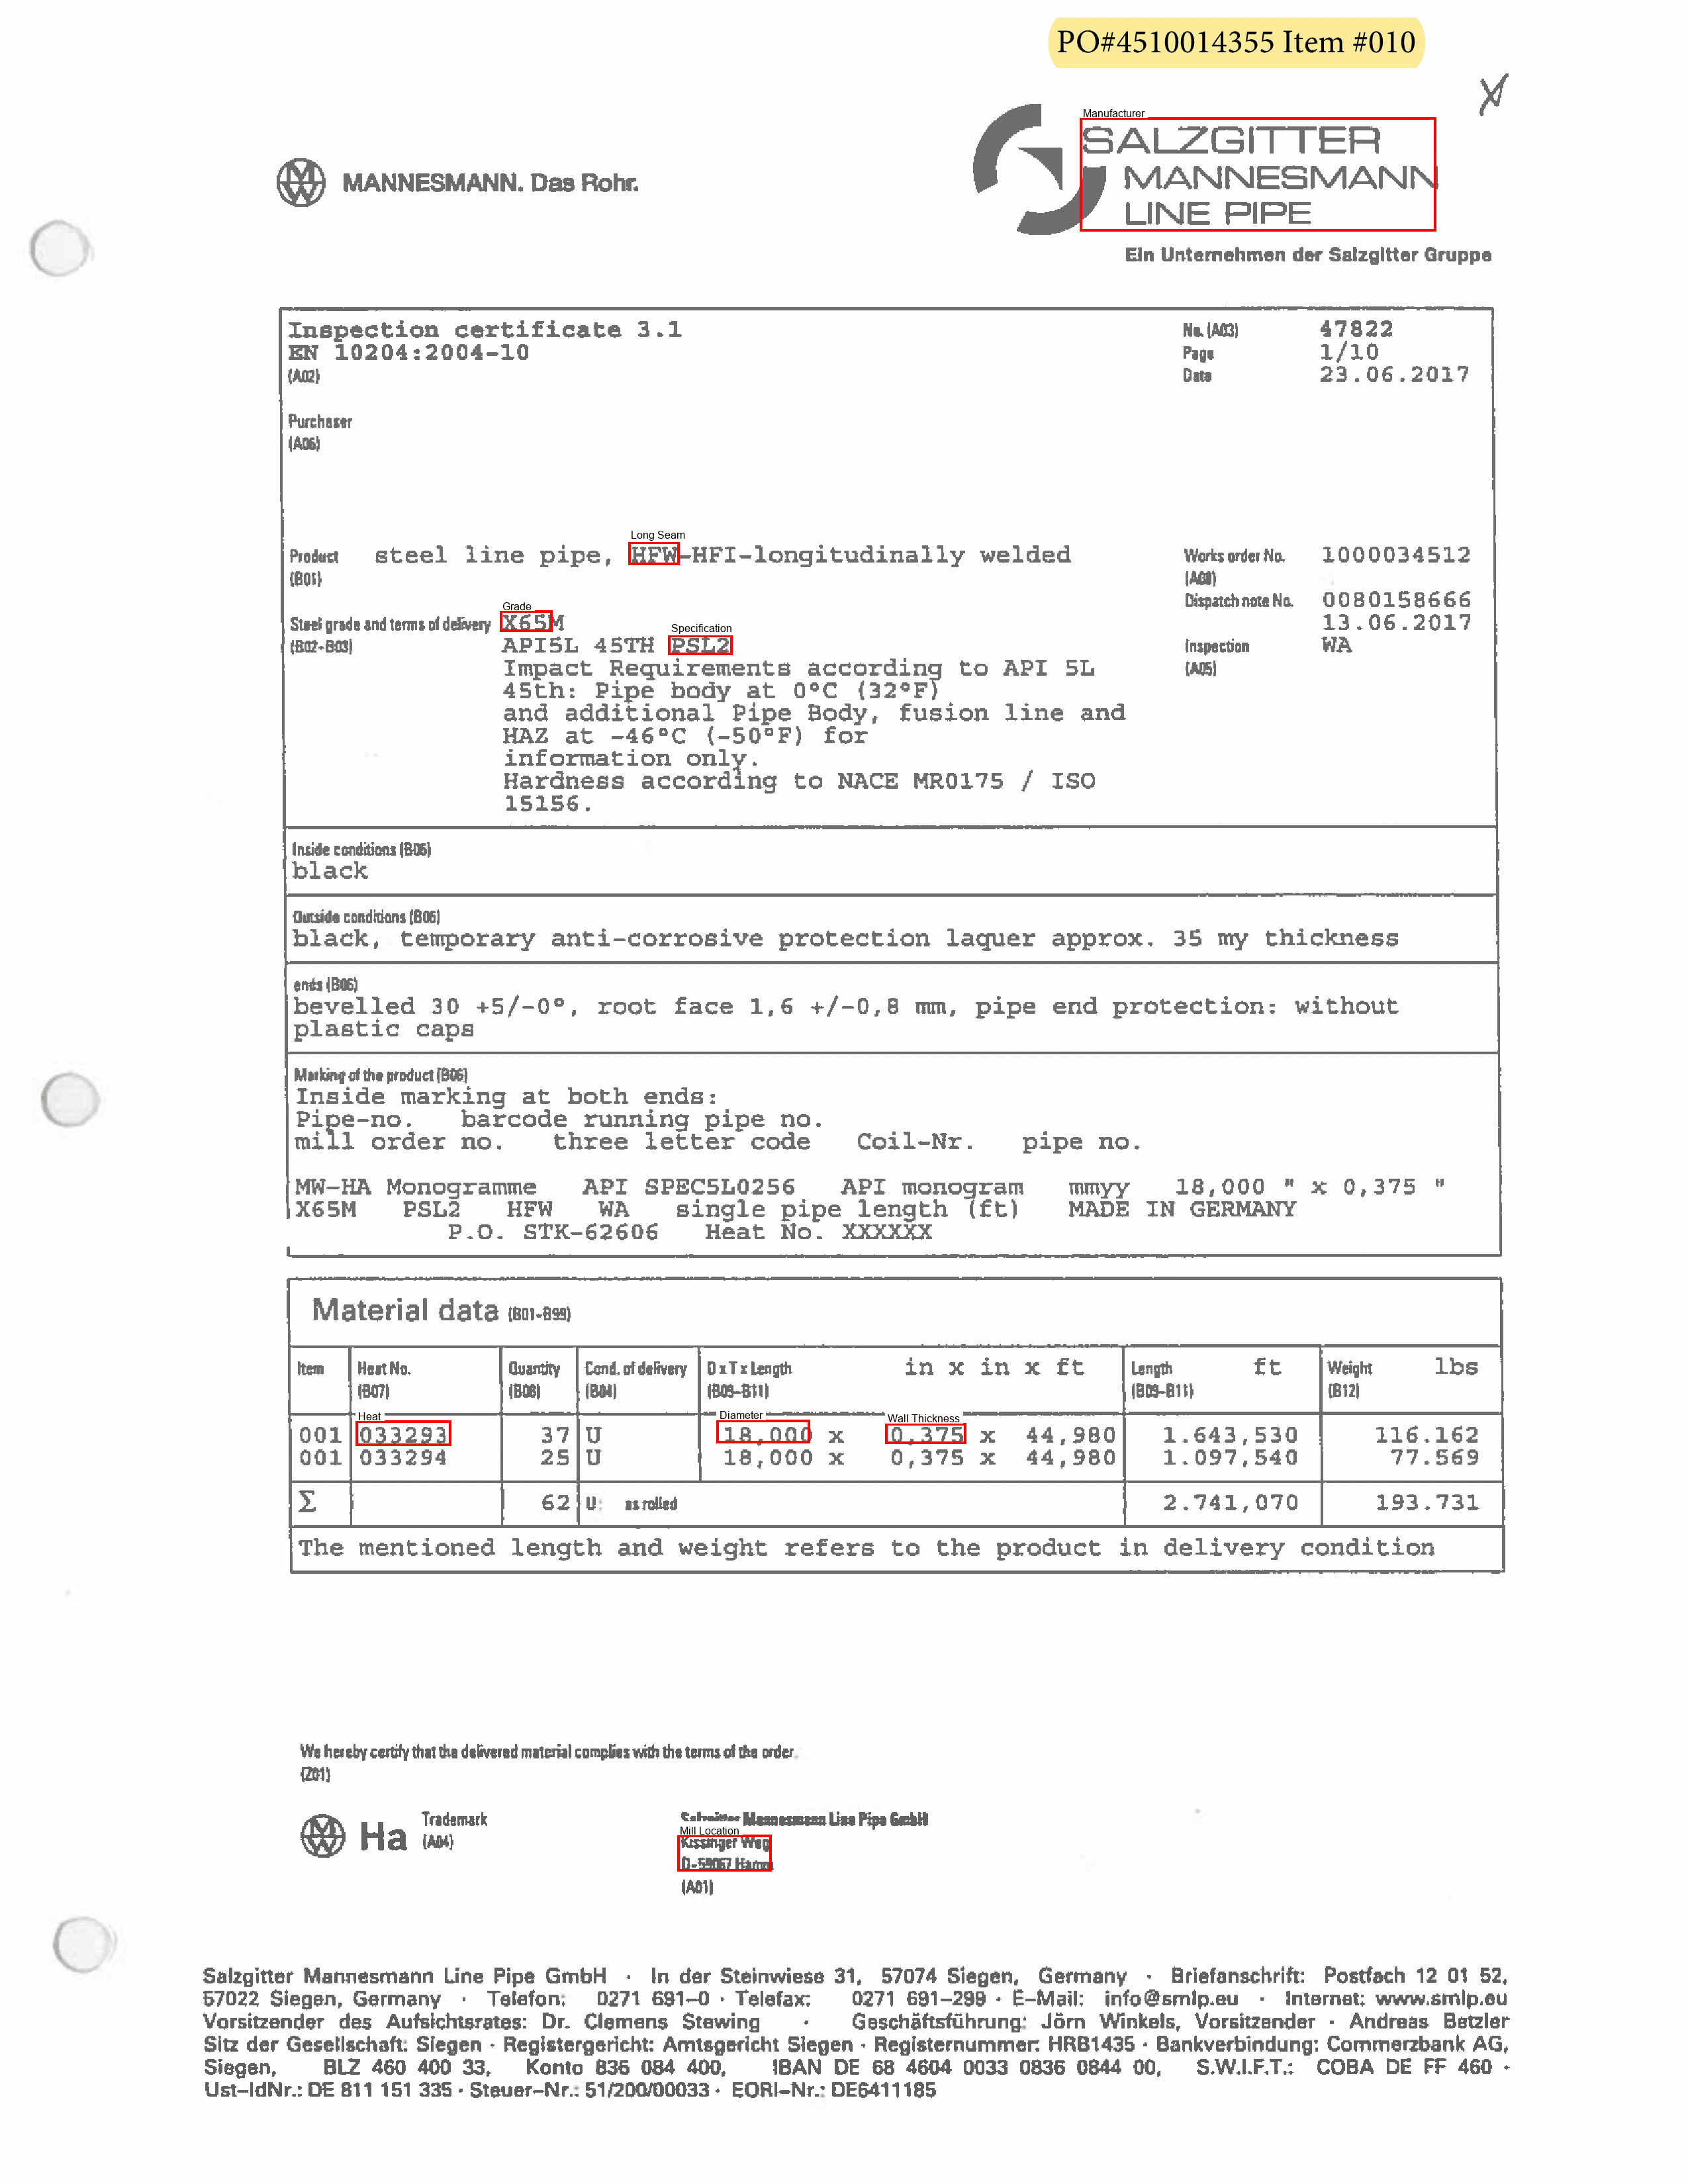 PO#4510014355 Item #010
MANNESMANN. Das Rohr.
Manufacturer
SALZGITTER
MANNESMANN
LINE PIPE
Ein Unternehmen der Salzgitter Gruppe
Inspection certificate 3.1
EN 10204:2004-10
(A02)
No. (A03) 47822
Page 1/10
Date 23.06.2017
Purchaser
(A06)
Long Seam
Product steel line pipe, HFW-HFI-longitudinally welded
(B01)
Works order No. 1000034512
(A08)
Dispatch note No. 0080158666
13.06.2017
Inspection WA
(A05)
Grade
Steel grade and terms of delivery X65M
(B02-B03)
Specification
API5L 45TH PSL2
Impact Requirements according to API 5L
45th: Pipe body at 0°C (32°F)
and additional Pipe Body, fusion line and
HAZ at -46°C (-50°F) for
information only.
Hardness according to NACE MR0175 / ISO
15156.
Inside conditions (B06)
black
Outside conditions (B06)
black, temporary anti-corrosive protection laquer approx. 35 my thickness
ends (B06)
bevelled 30 +5/-0°, root face 1,6 +/-0,8 mm, pipe end protection: without
plastic caps
Marking of the product (B06)
Inside marking at both ends:
Pipe-no. barcode running pipe no.
mill order no. three letter code Coil-Nr. pipe no.
MW-HA Monogramme API SPEC5L0256 API monogram mmyy 18,000 " x 0,375 "
X65M PSL2 HFW WA single pipe length (ft) MADE IN GERMANY
P.O. STK-62606 Heat No. XXXXXX
Material data (B01-B99)
Item Heat No. Quantity Cond. of delivery D x T x Length in x in x ft Length ft Weight lbs
(B07) (B08) (B04) (B09-B11) (B09-B11) (B12)
Heat Diameter Wall Thickness
001 033293 37 U 18,000 x 0,375 x 44,980 1.643,530 116.162
001 033294 25 U 18,000 x 0,375 x 44,980 1.097,540 77.569
Σ 62 U: as rolled 2.741,070 193.731
The mentioned length and weight refers to the product in delivery condition
We hereby certify that the delivered material complies with the terms of the order.
(Z01)
Ha Trademark
(A04)
Salzgitter Mannesmann Line Pipe GmbH
Mill Location
Kissinger Weg
D-59067 Hamm
(A01)
Salzgitter Mannesmann Line Pipe GmbH · In der Steinwiese 31, 57074 Siegen, Germany · Briefanschrift: Postfach 12 01 52,
57022 Siegen, Germany · Telefon: 0271 691-0 · Telefax: 0271 691-299 · E-Mail: info@smlp.eu · Internet: www.smlp.eu
Vorsitzender des Aufsichtsrates: Dr. Clemens Stewing · Geschäftsführung: Jörn Winkels, Vorsitzender · Andreas Betzler
Sitz der Gesellschaft: Siegen · Registergericht: Amtsgericht Siegen · Registernummer: HRB1435 · Bankverbindung: Commerzbank AG,
Siegen, BLZ 460 400 33, Konto 836 084 400, IBAN DE 68 4604 0033 0836 0844 00, S.W.I.F.T.: COBA DE FF 460 ·
Ust-IdNr.: DE 811 151 335 · Steuer-Nr.: 51/200/00033 · EORI-Nr.: DE6411185